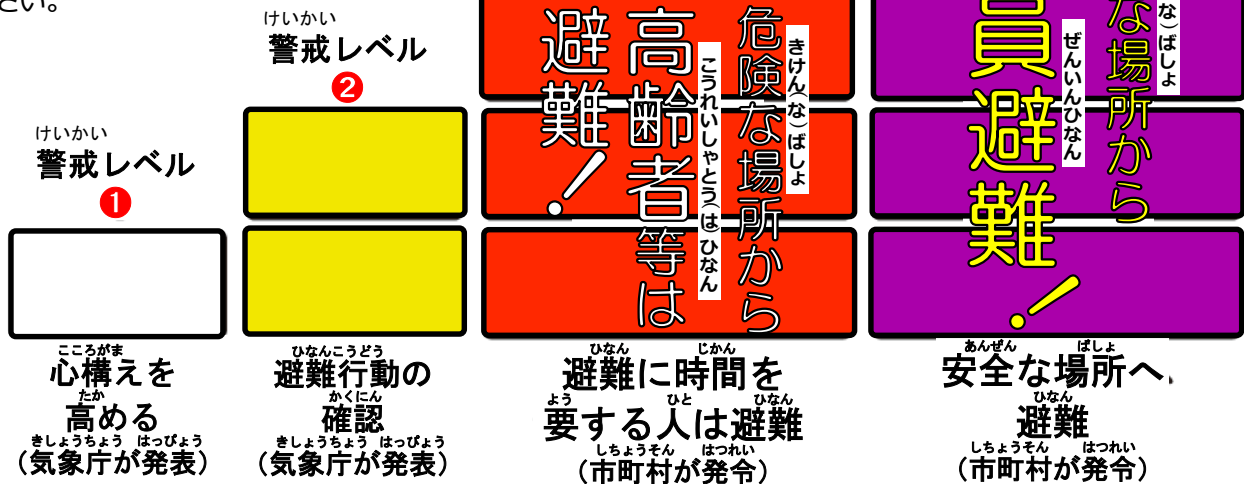 さい。
けいかい
警戒レベル
1
こころがま
心構えを
たか
高める
きしょうちょう はっぴょう
(気象庁が発表)
けいかい
警戒レベル
2
ひなんこうどう
避難行動の
かくにん
確認
きしょうちょう はっぴょう
(気象庁が発表)
危険な場所から
きけん(な)ばしょ
高齢者等は
こうれいしゃとう(は)ひなん
避難!
ひなん じかん
避難に時間を
よう ひと ひなん
要する人は避難
しちょうそん はつれい
(市町村が発令)
な場所から
な)ばしょ
員避難!
ぜんいんひなん
あんぜん ばしょ
安全な場所へ
ひなん
避難
しちょうそん はつれい
(市町村が発令)